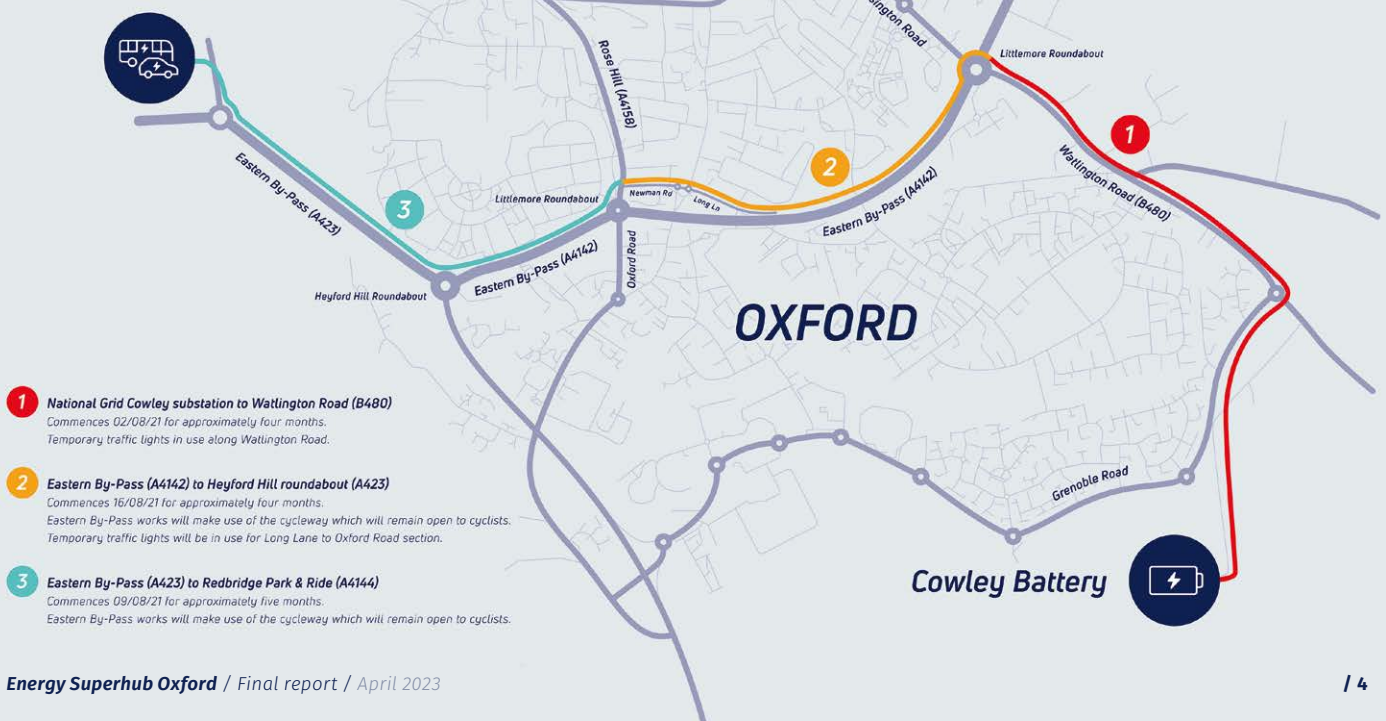 Littlemore Roundabout
Rose Hill (A4158)
1
Watlington Road (B480)
2
Eastern By-Pass (A4142)
Newman Rd
Long Ln
Littlemore Roundabout
Eastern By-Pass (A423)
3
Oxford Road
Eastern By-Pass (A4142)
Heyford Hill Roundabout
OXFORD
Grenoble Road
Cowley Battery
1 National Grid Cowley substation to Watlington Road (B480)
Commences 02/08/21 for approximately four months.
Temporary traffic lights in use along Watlington Road.
2 Eastern By-Pass (A4142) to Heyford Hill roundabout (A423)
Commences 16/08/21 for approximately four months.
Eastern By-Pass works will make use of the cycleway which will remain open to cyclists.
Temporary traffic lights will be in use for Long Lane to Oxford Road section.
3 Eastern By-Pass (A423) to Redbridge Park & Ride (A4144)
Commences 09/08/21 for approximately five months.
Eastern By-Pass works will make use of the cycleway which will remain open to cyclists.
Energy Superhub Oxford / Final report / April 2023
/ 4